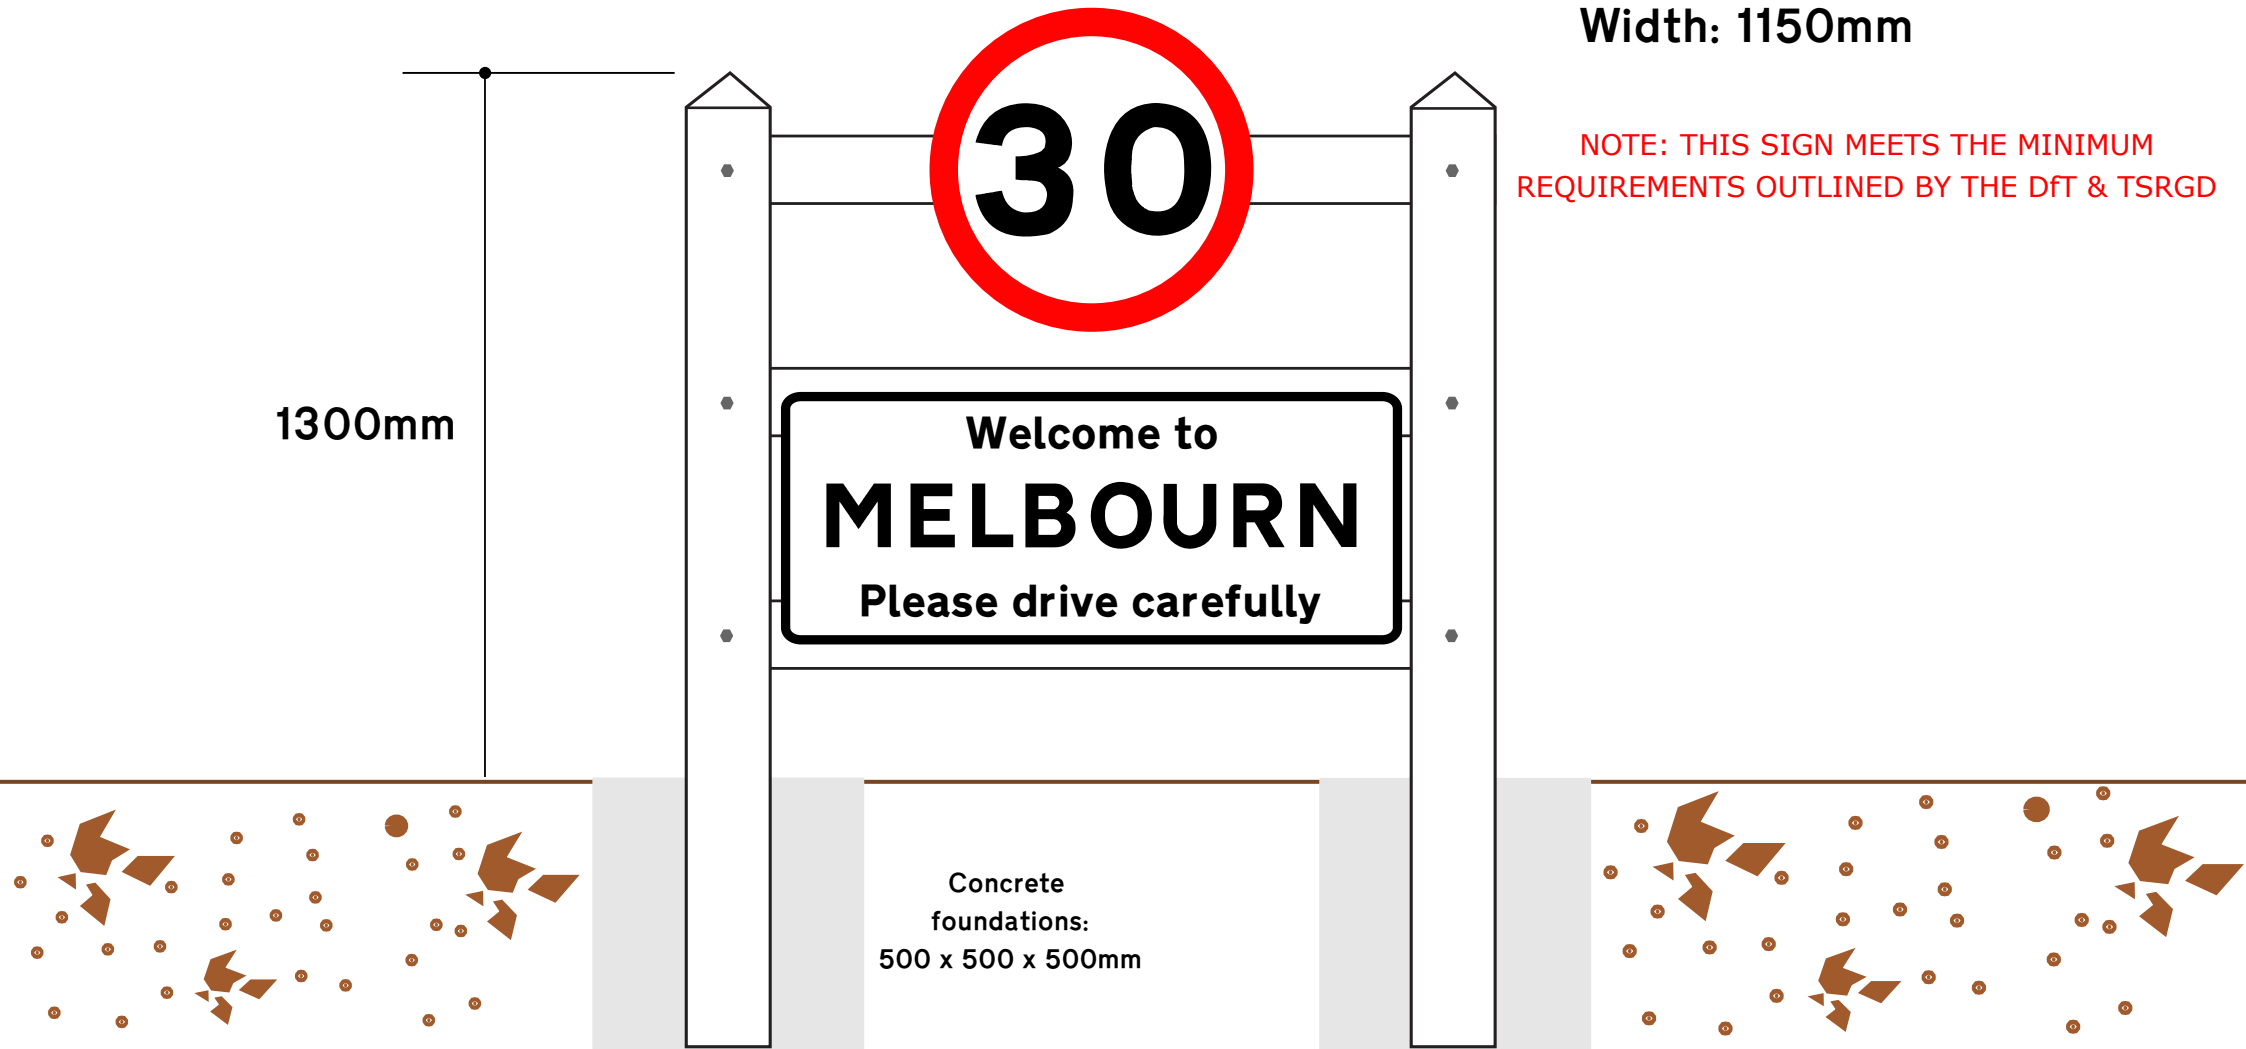 Width: 1150mm
NOTE: THIS SIGN MEETS THE MINIMUM
REQUIREMENTS OUTLINED BY THE DfT & TSRGD
30
1300mm
Welcome to
MELBOURN
Please drive carefully
Concrete
foundations:
500 x 500 x 500mm